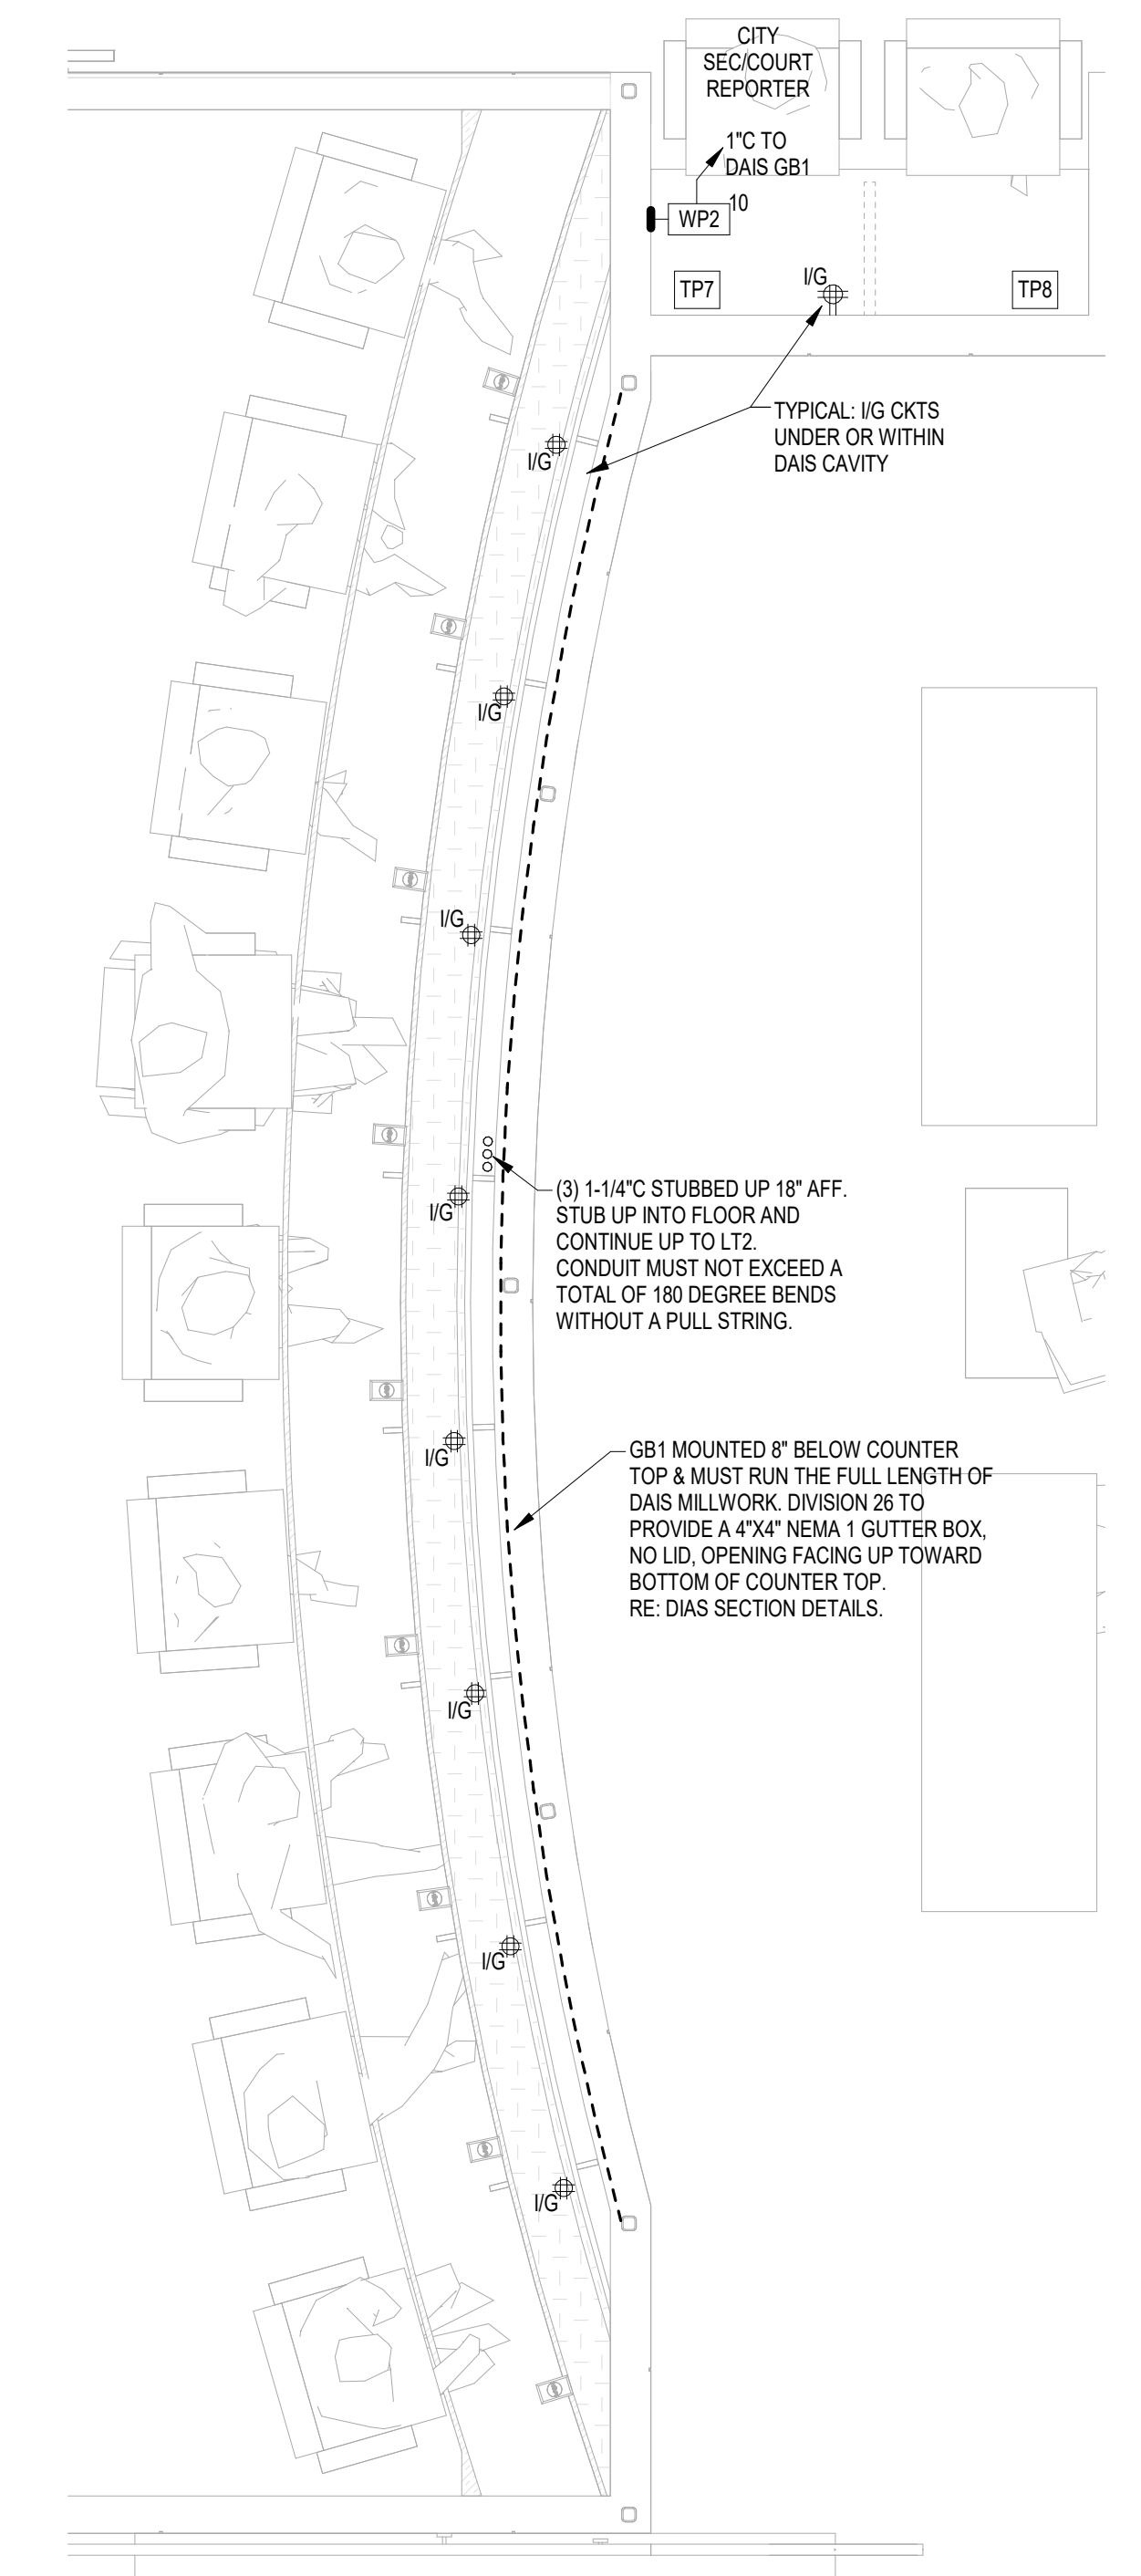 CITY
SEC/COURT
REPORTER
1"C TO
DAIS GB1
10
WP2
I/G
TP7
TP8
TYPICAL: I/G CKTS
UNDER OR WITHIN
DAIS CAVITY
I/G
I/G
I/G
(3) 1-1/4"C STUBBED UP 18" AFF.
STUB UP INTO FLOOR AND
CONTINUE UP TO LT2.
CONDUIT MUST NOT EXCEED A
TOTAL OF 180 DEGREE BENDS
WITHOUT A PULL STRING.
I/G
I/G
GB1 MOUNTED 8" BELOW COUNTER
TOP & MUST RUN THE FULL LENGTH OF
DAIS MILLWORK. DIVISION 26 TO
PROVIDE A 4"X4" NEMA 1 GUTTER BOX,
NO LID, OPENING FACING UP TOWARD
BOTTOM OF COUNTER TOP.
RE: DIAS SECTION DETAILS.
I/G
I/G
I/G